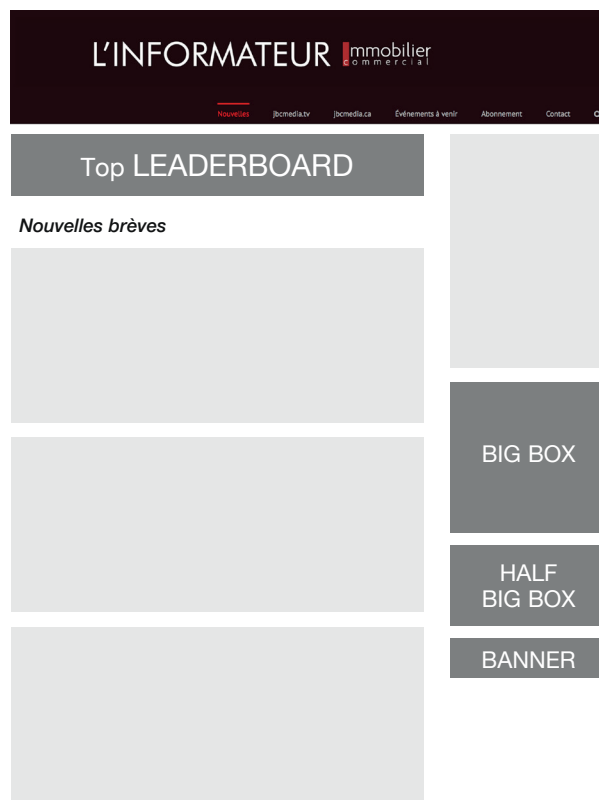 L'INFORMATEUR Immobilier
commercial
Nouvelles jbcmedia.tv jbcmedia.ca Événements à venir Abonnement Contact
Top LEADERBOARD
Nouvelles brèves
BIG BOX
HALF
BIG BOX
BANNER